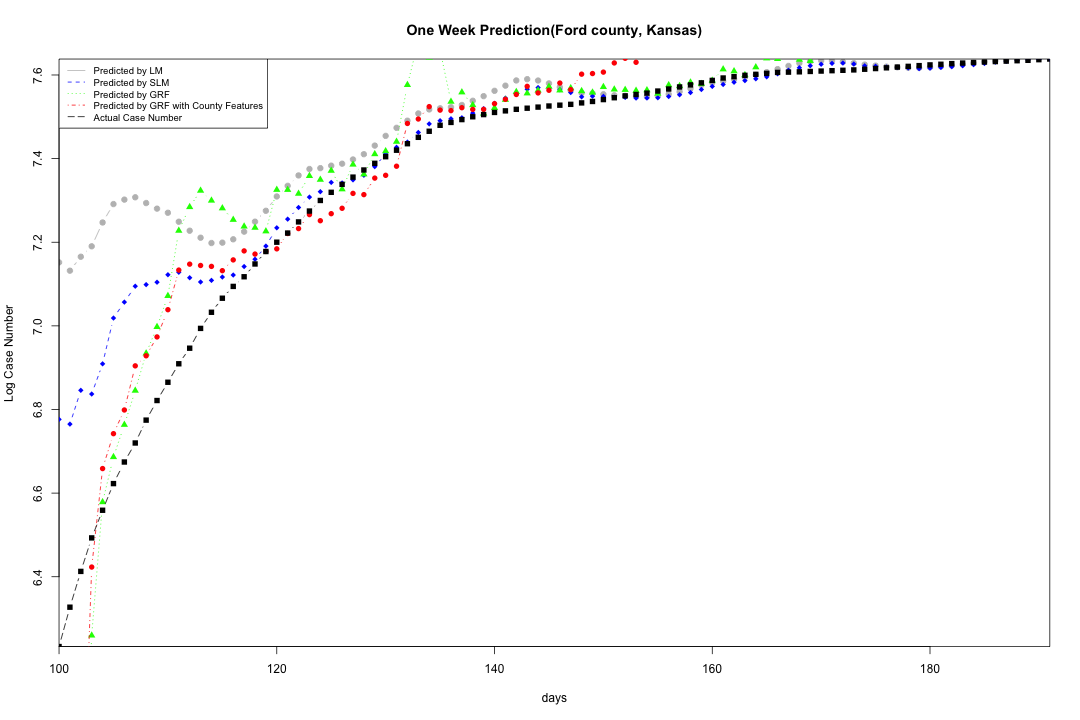 One Week Prediction(Ford county, Kansas)
Predicted by LM
Predicted by SLM
Predicted by GRF
Predicted by GRF with County Features
Actual Case Number
7.6
7.4
7.2
7.0
6.8
6.6
6.4
Log Case Number
100 120 140 160 180
days